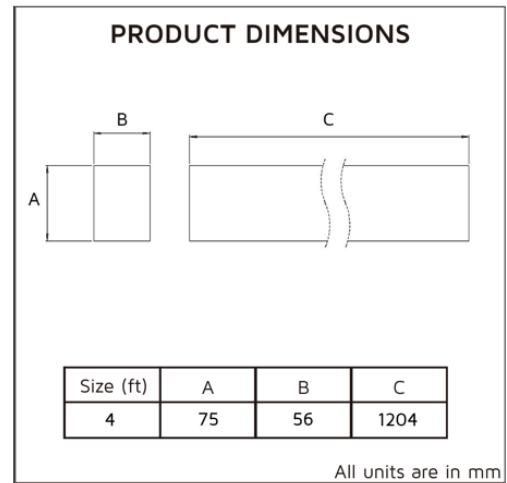 PRODUCT DIMENSIONS
B
C
A
Size (ft) A B C
4 75 56 1204
All units are in mm